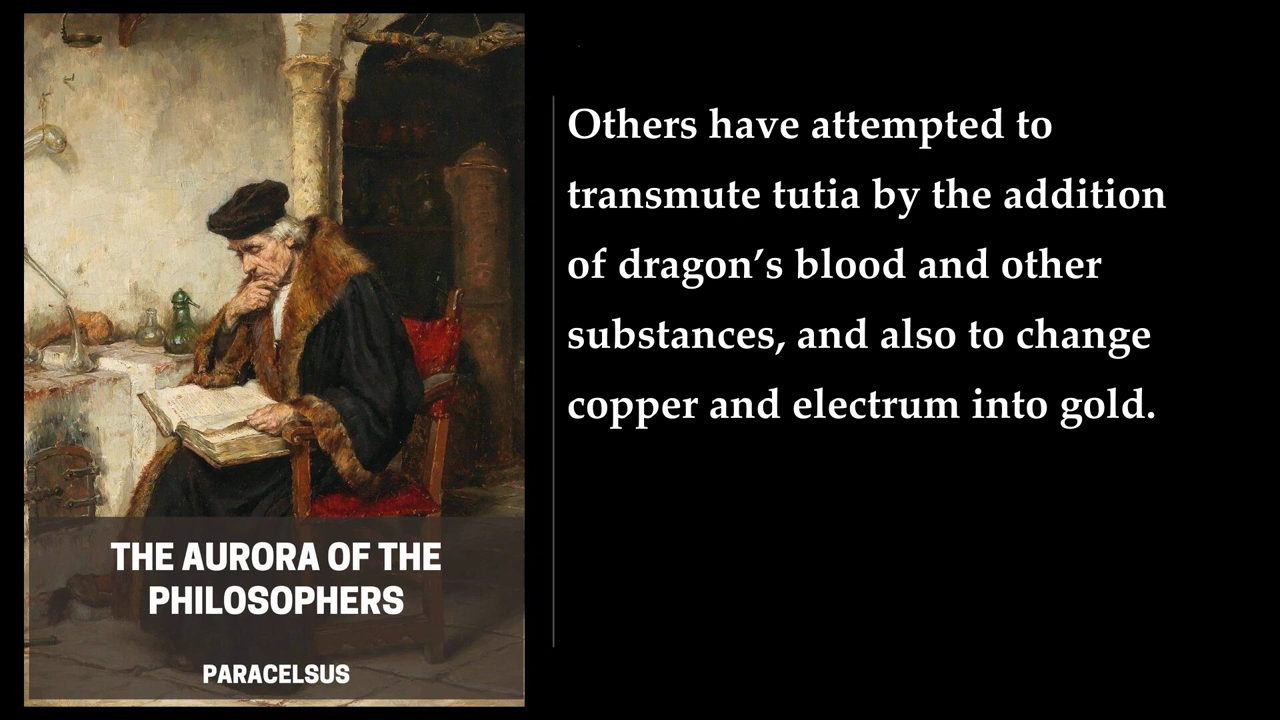 Others have attempted to
transmute tutia by the addition
of dragon’s blood and other
substances, and also to change
copper and electrum into gold.
THE AURORA OF THE
PHILOSOPHERS
PARACELSUS